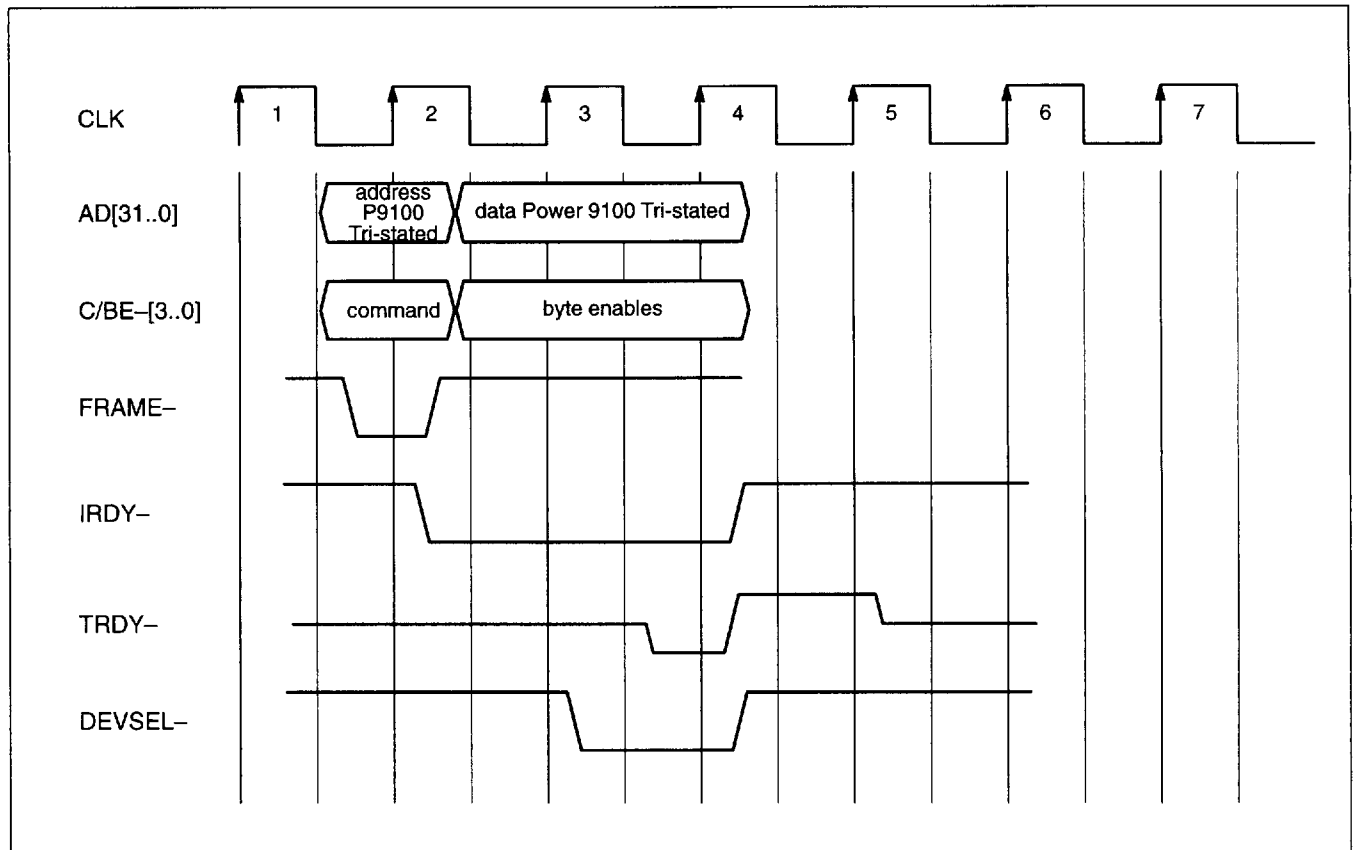 CLK
1 2 3 4 5 6 7
AD[31..0]
address
P9100
Tri-stated
data Power 9100 Tri-stated
C/BE–[3..0]
command
byte enables
FRAME–
IRDY–
TRDY–
DEVSEL–